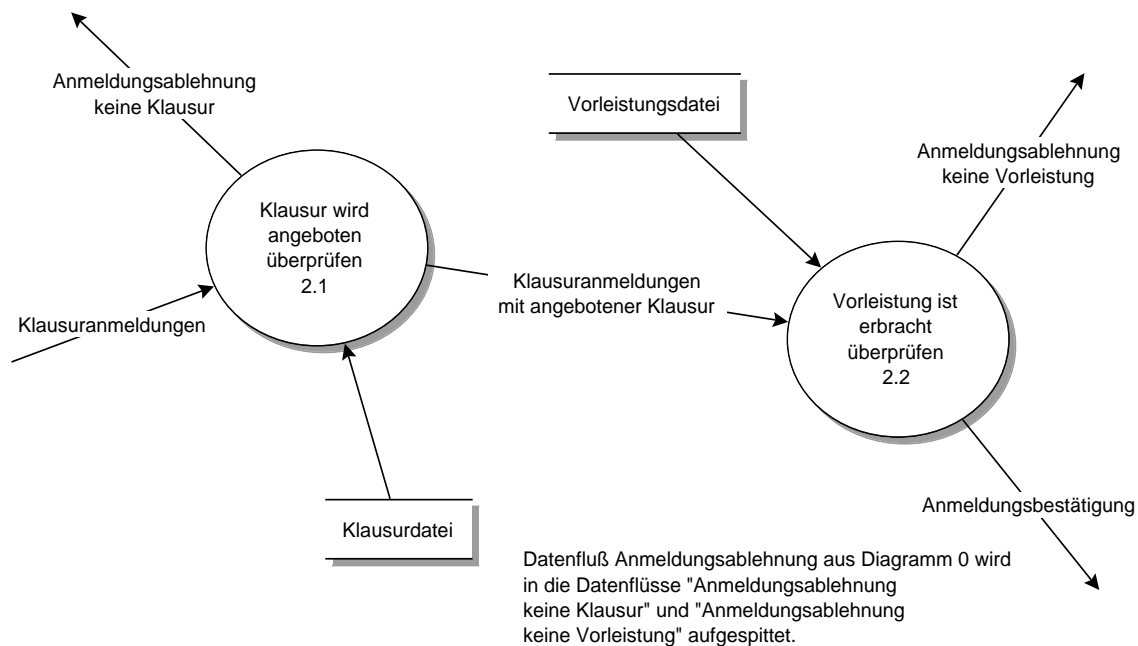 Anmeldungsablehnung
keine Klausur
Vorleistungsdatei
Anmeldungsablehnung
keine Vorleistung
Klausur wird
angeboten
überprüfen
2.1
Klausuranmeldungen
Klausuranmeldungen
mit angebotener Klausur
Vorleistung ist
erbracht
überprüfen
2.2
Klausurdatei
Anmeldungsbestätigung
Datenfluß Anmeldungsablehnung aus Diagramm 0 wird
in die Datenflüsse "Anmeldungsablehnung
keine Klausur" und "Anmeldungsablehnung
keine Vorleistung" aufgespittet.